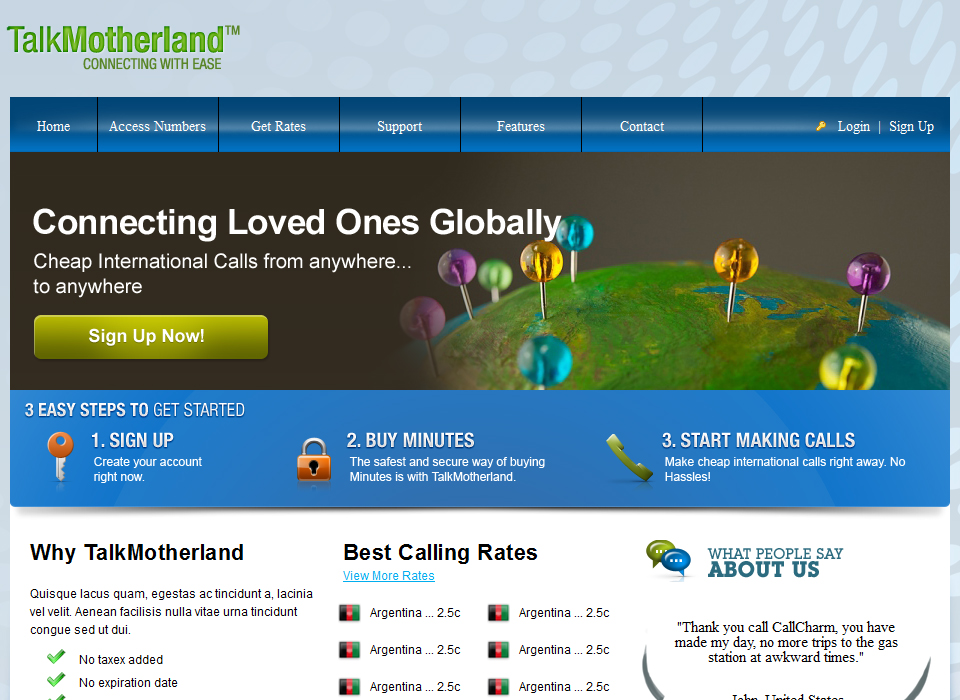 TalkMotherland™
CONNECTING WITH EASE
Home
Access Numbers
Get Rates
Support
Features
Contact
Login | Sign Up
Connecting Loved Ones Globally
Cheap International Calls from anywhere...
to anywhere
Sign Up Now!
3 EASY STEPS TO GET STARTED
1. SIGN UP
Create your account
right now.
2. BUY MINUTES
The safest and secure way of buying
Minutes is with TalkMotherland.
3. START MAKING CALLS
Make cheap international calls right away. No
Hassles!
Why TalkMotherland
Quisque lacus quam, egestas ac tincidunt a, lacinia
vel velit. Aenean facilisis nulla vitae urna tincidunt
congue sed ut dui.
No taxex added
No expiration date
Best Calling Rates
View More Rates
Argentina ... 2.5c
Argentina ... 2.5c
Argentina ... 2.5c
Argentina ... 2.5c
Argentina ... 2.5c
Argentina ... 2.5c
WHAT PEOPLE SAY
ABOUT US
"Thank you call CallCharm, you have
made my day, no more trips to the gas
station at awkward times."
John, United States